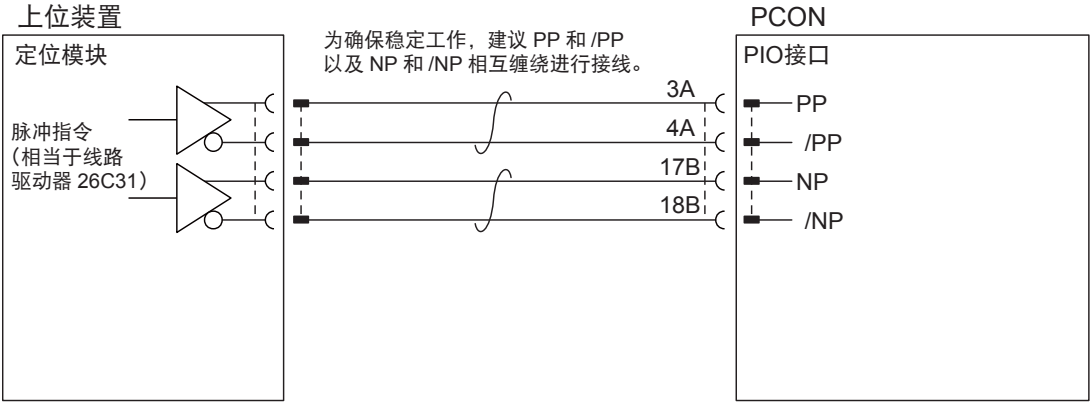 上位装置
PCON
定位模块
为确保稳定工作，建议 PP 和 /PP
以及 NP 和 /NP 相互缠绕进行接线。
PIO接口
脉冲指令
（相当于线路
驱动器 26C31）
3A
PP
4A
/PP
17B
NP
18B
/NP